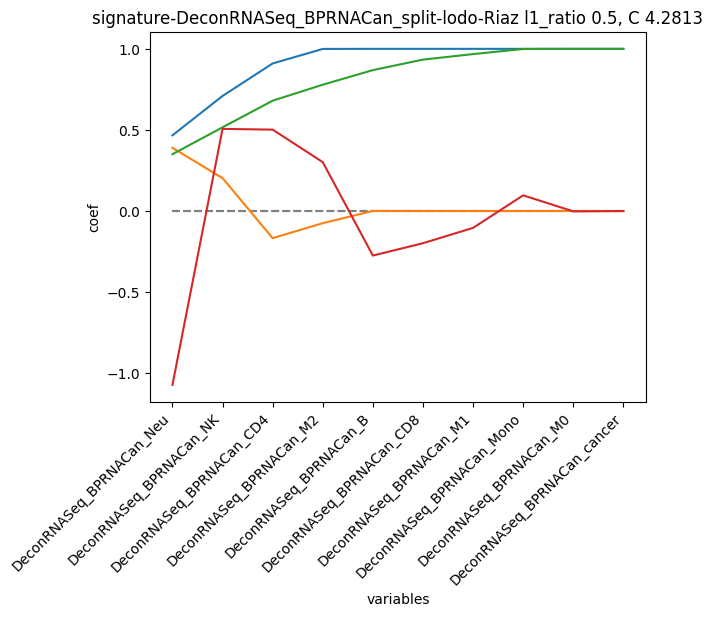 signature-DeconRNASeq_BPRNACan_split-lodo-Riaz l1_ratio 0.5, C 4.2813
coef
1.0
0.5
0.0
−0.5
−1.0
DeconRNASeq_BPRNACan_Neu
DeconRNASeq_BPRNACan_NK
DeconRNASeq_BPRNACan_CD4
DeconRNASeq_BPRNACan_M2
DeconRNASeq_BPRNACan_B
DeconRNASeq_BPRNACan_CD8
DeconRNASeq_BPRNACan_M1
DeconRNASeq_BPRNACan_Mono
DeconRNASeq_BPRNACan_M0
DeconRNASeq_BPRNACan_cancer
variables